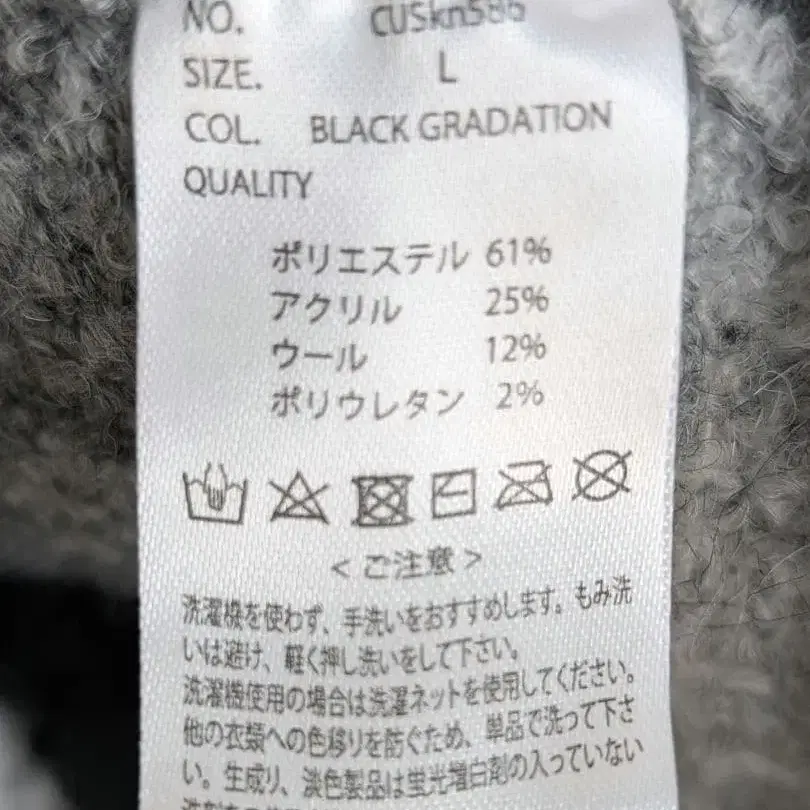 NO. CUSkn586
SIZE. L
COL. BLACK GRADATION
QUALITY
ポリエステル 61%
アクリル 25%
ウール 12%
ポリウレタン 2%
<ご注意>
洗濯機を使わず、手洗いをおすすめします。もみ洗
いは避け、軽く押し洗いをして下さい。
洗濯機使用の場合は洗濯ネットを使用してください。
他の衣類への色移りを防ぐため、単品で洗って下さ
い。生成り、淡色製品は蛍光増白剤の入っていない